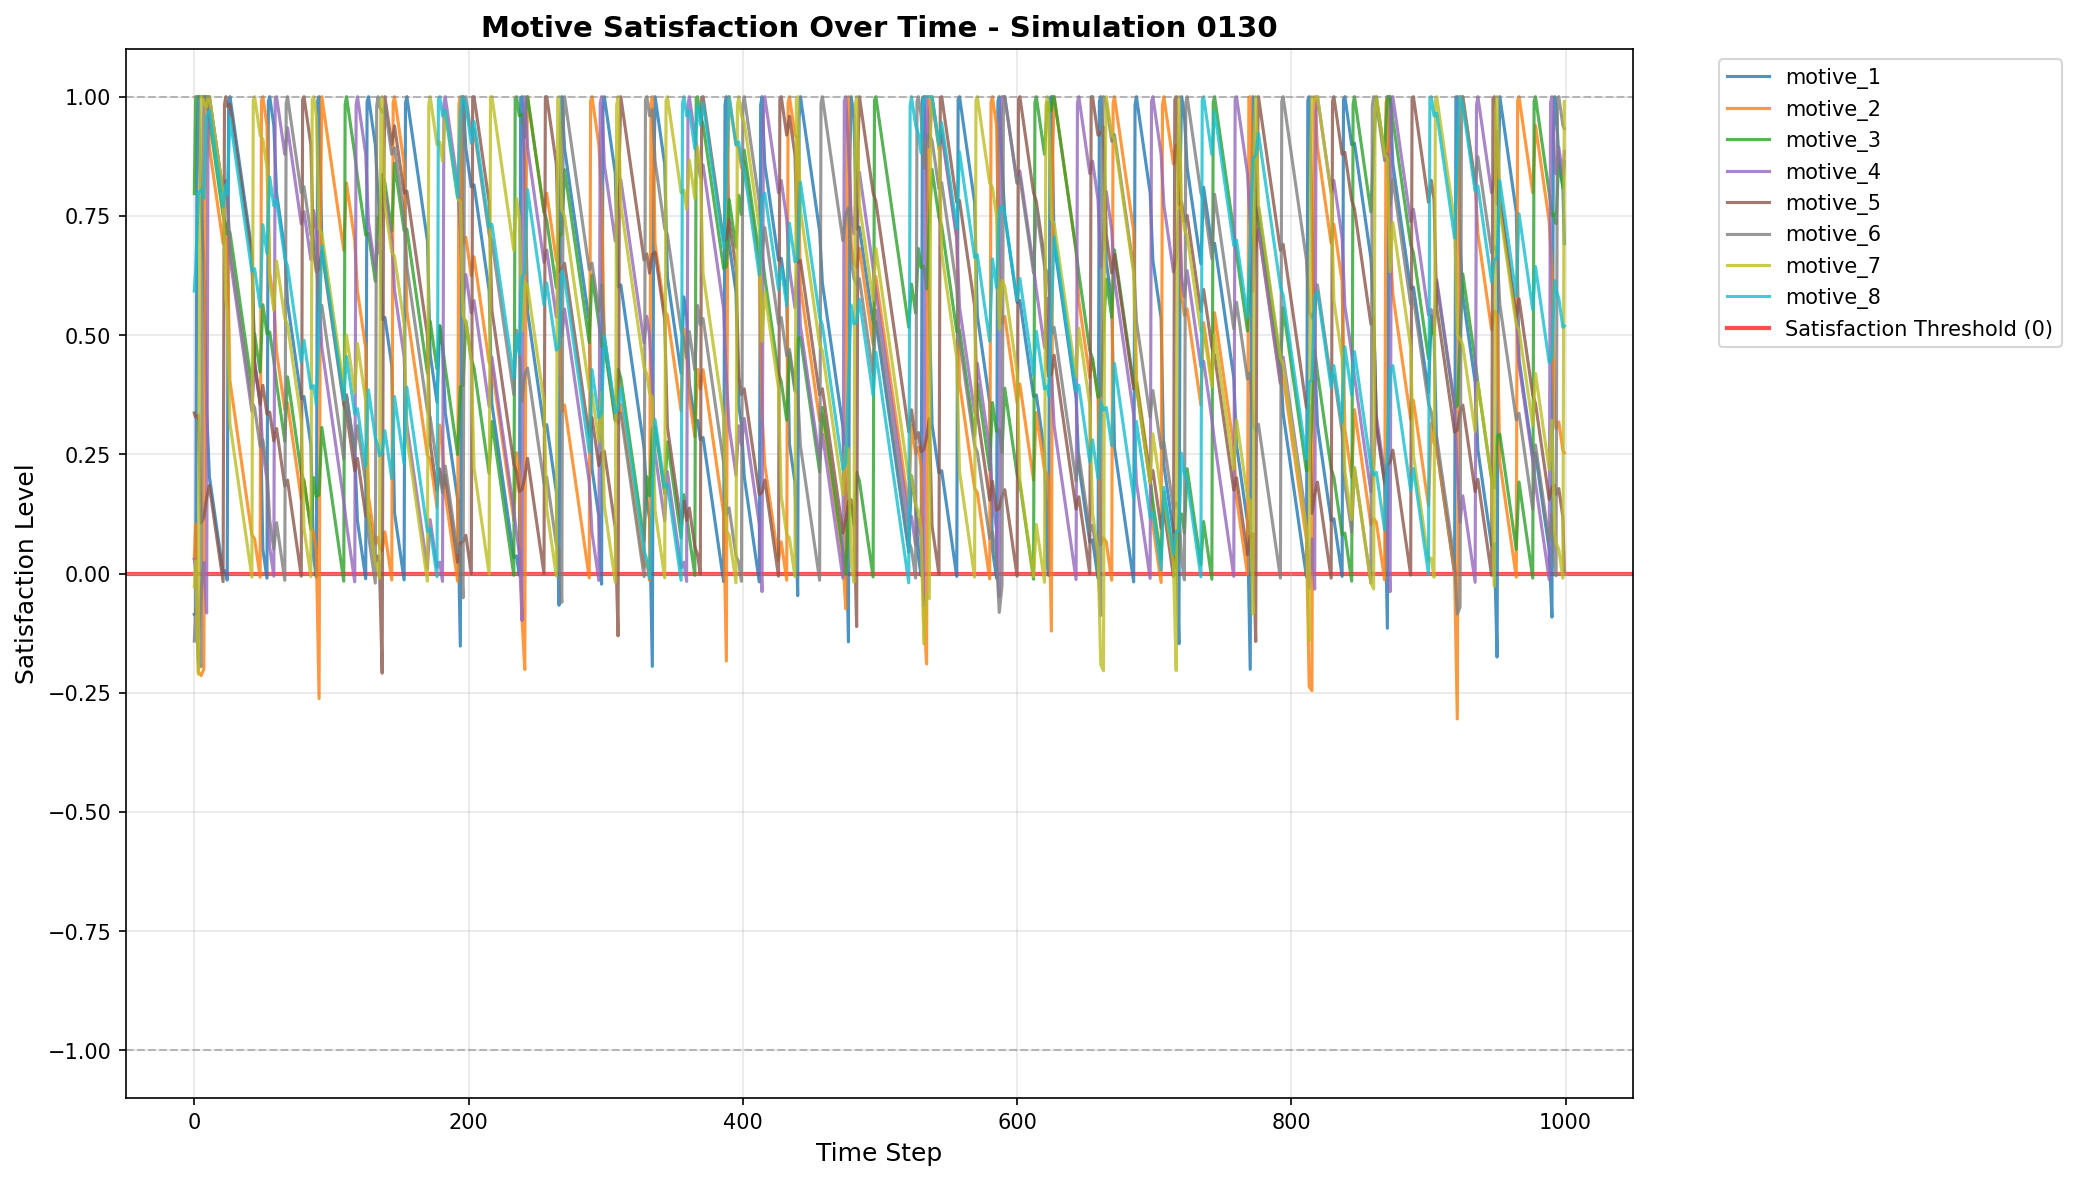 Motive Satisfaction Over Time - Simulation 0130
1.00
0.75
0.50
0.25
0.00
−0.25
−0.50
−0.75
−1.00
Satisfaction Level
0
200
400
600
800
1000
Time Step
motive_1
motive_2
motive_3
motive_4
motive_5
motive_6
motive_7
motive_8
Satisfaction Threshold (0)